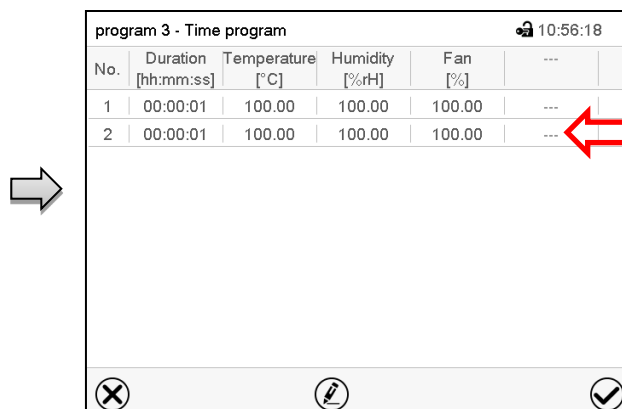 program 3 - Time program 10:56:18
No. Duration [hh:mm:ss] Temperature [°C] Humidity [%rH] Fan [%] ---
1 00:00:01 100.00 100.00 100.00 ---
2 00:00:01 100.00 100.00 100.00 ---